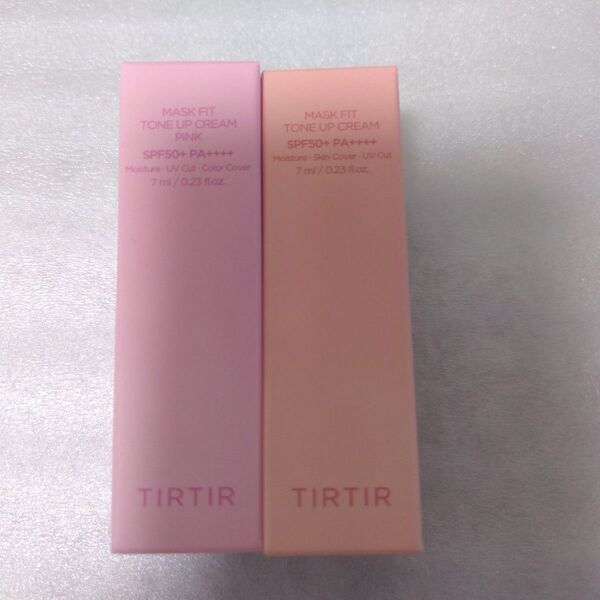 MASK FIT
TONE UP CREAM
PINK
SPF50+ PA++++
Moisture · UV Cut · Color Cover
7 ml / 0.23 fl.oz.
TIRTIR
MASK FIT
TONE UP CREAM
SPF50+ PA++++
Moisture · Skin Cover · UV Cut
7 ml / 0.23 fl.oz.
TIRTIR